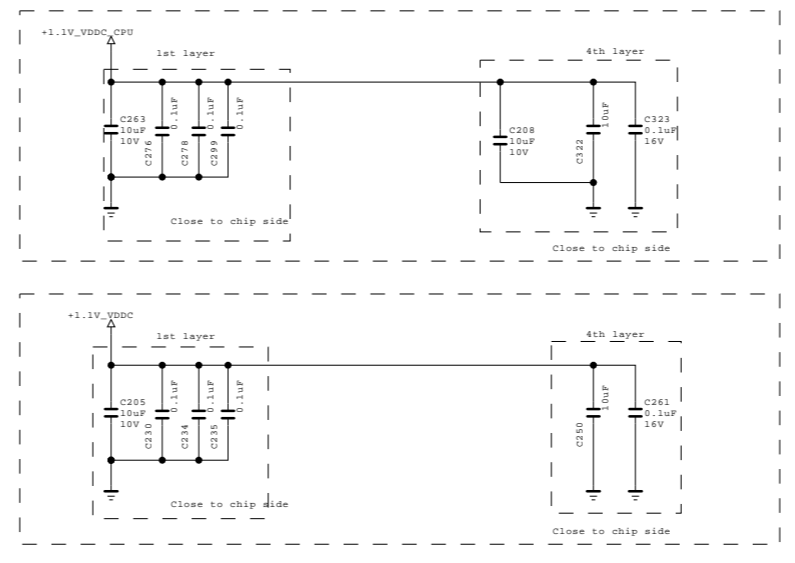 +1.1V_VDDC_CPU
1st layer
4th layer
C263
10uF
10V
C276
0.1uF
C278
0.1uF
C299
0.1uF
C208
10uF
10V
C322
10uF
C323
0.1uF
16V
Close to chip side
Close to chip side
+1.1V_VDDC
1st layer
4th layer
C205
10uF
10V
C230
0.1uF
C234
0.1uF
C235
0.1uF
C250
10uF
C261
0.1uF
16V
Close to chip side
Close to chip side